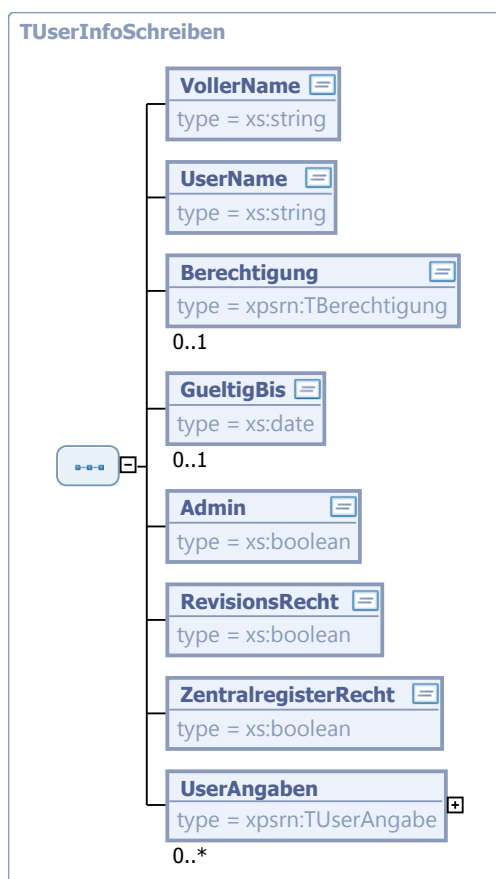 TUserInfoSchreiben
VollerName
type = xs:string
UserName
type = xs:string
Berechtigung
type = xpsrn:TBerechtigung
0..1
GueltigBis
type = xs:date
0..1
Admin
type = xs:boolean
RevisionsRecht
type = xs:boolean
ZentralregisterRecht
type = xs:boolean
UserAngaben
type = xpsrn:TUserAngabe
0..*